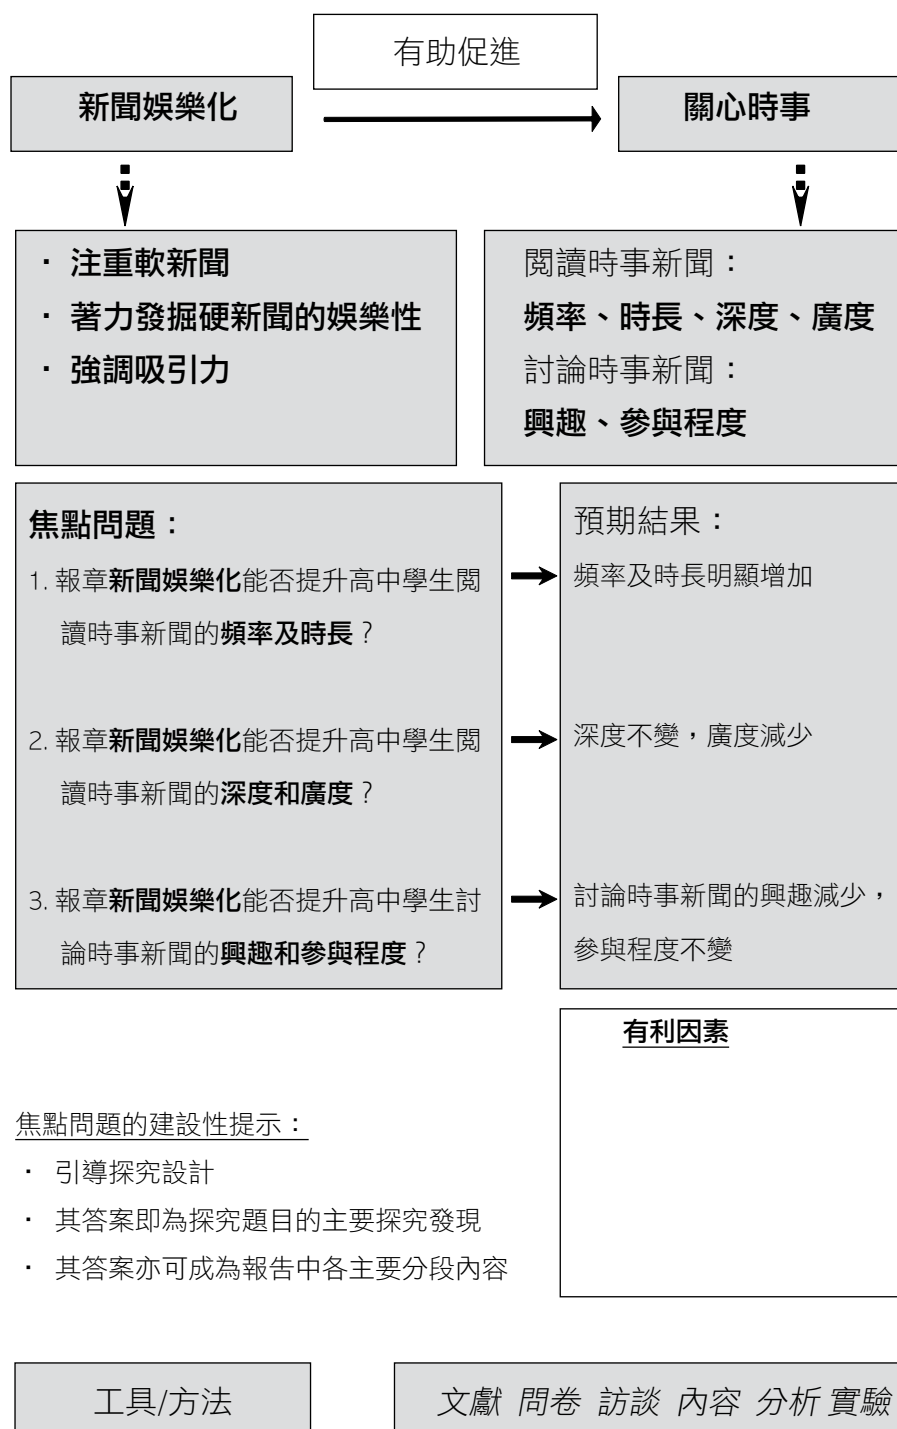 有助促進
新聞娛樂化
關心時事
· 注重軟新聞
· 著力發掘硬新聞的娛樂性
· 強調吸引力
閱讀時事新聞：
頻率、時長、深度、廣度
討論時事新聞：
興趣、參與程度
焦點問題：
1. 報章新聞娛樂化能否提升高中學生閱
讀時事新聞的頻率及時長？
2. 報章新聞娛樂化能否提升高中學生閱
讀時事新聞的深度和廣度？
3. 報章新聞娛樂化能否提升高中學生討
論時事新聞的興趣和參與程度？
預期結果：
頻率及時長明顯增加
深度不變，廣度減少
討論時事新聞的興趣減少，
參與程度不變
有利因素
焦點問題的建設性提示：
· 引導探究設計
· 其答案即為探究題目的主要探究發現
· 其答案亦可成為報告中各主要分段內容
工具/方法
文獻 問卷 訪談 內容 分析 實驗